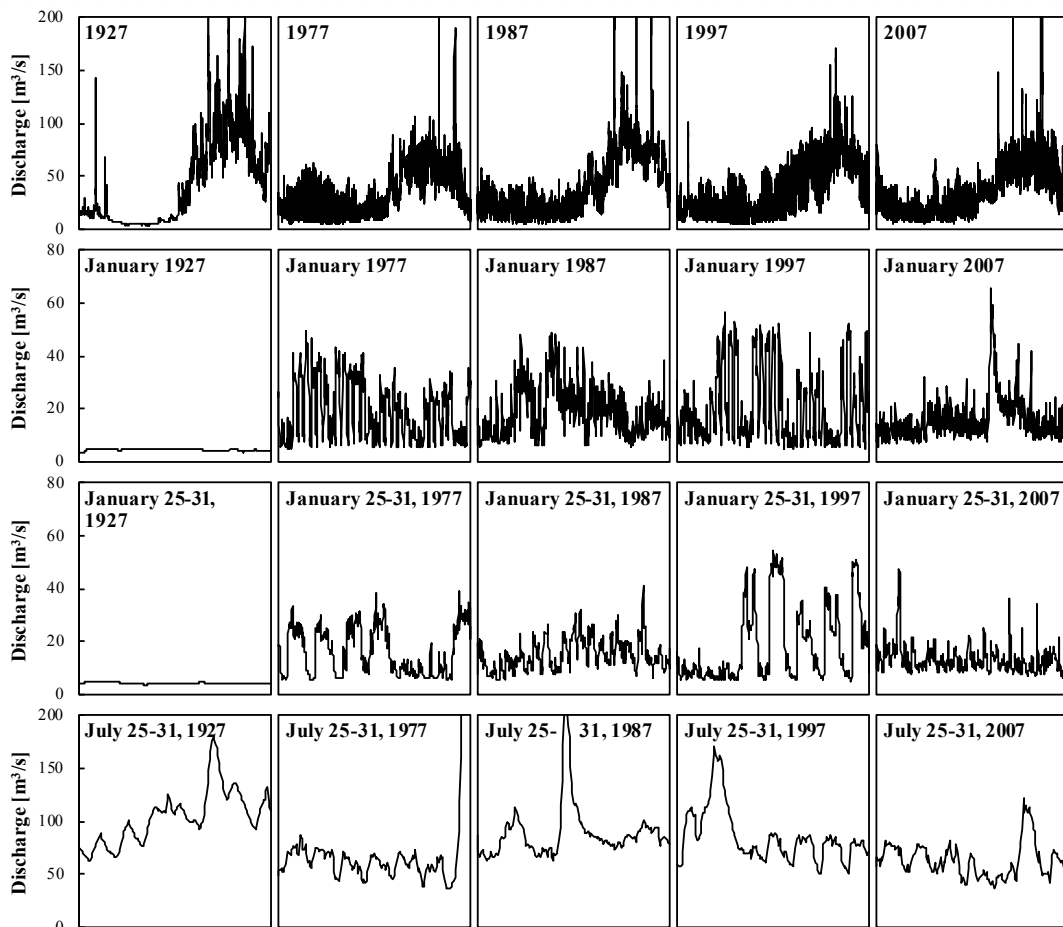 Discharge [m³/s]
200
150
100
50
0
1927
1977
1987
1997
2007
Discharge [m³/s]
80
60
40
20
0
January 1927
January 1977
January 1987
January 1997
January 2007
Discharge [m³/s]
80
60
40
20
0
January 25-31,
1927
January 25-31, 1977
January 25-31, 1987
January 25-31, 1997
January 25-31, 2007
Discharge [m³/s]
200
150
100
50
0
July 25-31, 1927
July 25-31, 1977
July 25- 31, 1987
July 25-31, 1997
July 25-31, 2007